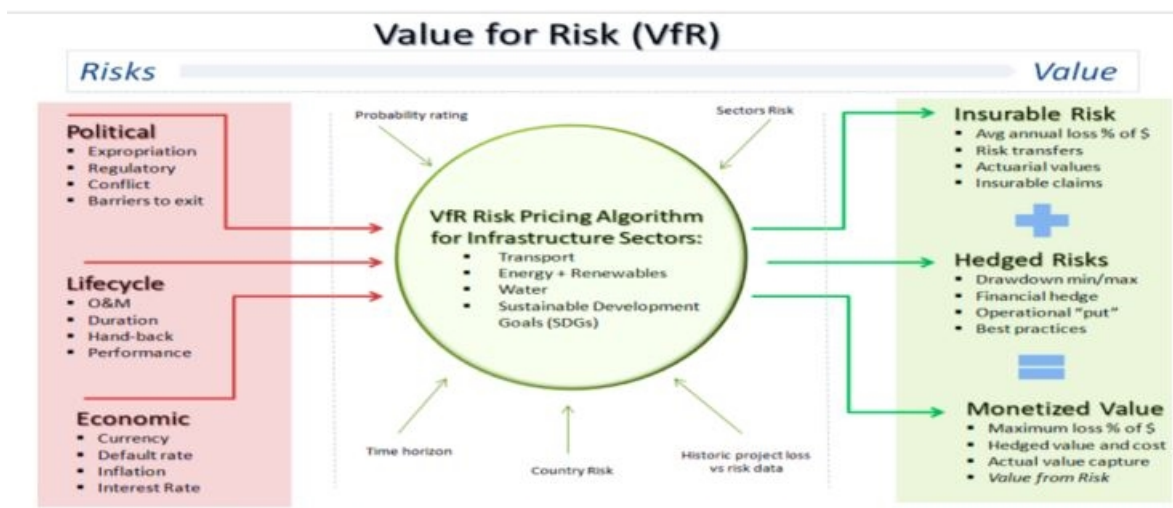 Value for Risk (VfR)
Risks
Value
Political
▪ Expropriation
▪ Regulatory
▪ Conflict
▪ Barriers to exit
Lifecycle
▪ O&M
▪ Duration
▪ Hand-back
▪ Performance
Economic
▪ Currency
▪ Default rate
▪ Inflation
▪ Interest Rate
Probability rating
Sectors Risk
VfR Risk Pricing Algorithm
for Infrastructure Sectors:
▪ Transport
▪ Energy + Renewables
▪ Water
▪ Sustainable Development
Goals (SDGs)
Time horizon
Country Risk
Historic project loss
vs risk data
Insurable Risk
▪ Avg annual loss % of $
▪ Risk transfers
▪ Actuarial values
▪ Insurable claims
Hedged Risks
▪ Drawdown min/max
▪ Financial hedge
▪ Operational "put"
▪ Best practices
Monetized Value
▪ Maximum loss % of $
▪ Hedged value and cost
▪ Actual value capture
▪ Value from Risk